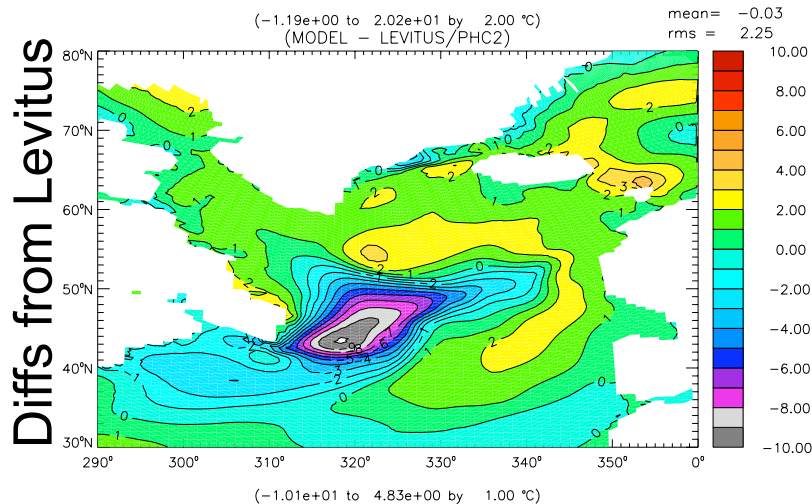 (-1.19e+00 to 2.02e+01 by 2.00 °C)
(MODEL - LEVITUS/PHC2)
mean= -0.03
rms = 2.25
Diffs from Levitus
80°N
70°N
60°N
50°N
40°N
30°N
290°
300°
310°
320°
330°
340°
350°
0°
10.00
8.00
6.00
4.00
2.00
0.00
-2.00
-4.00
-6.00
-8.00
-10.00
(-1.01e+01 to 4.83e+00 by 1.00 °C)